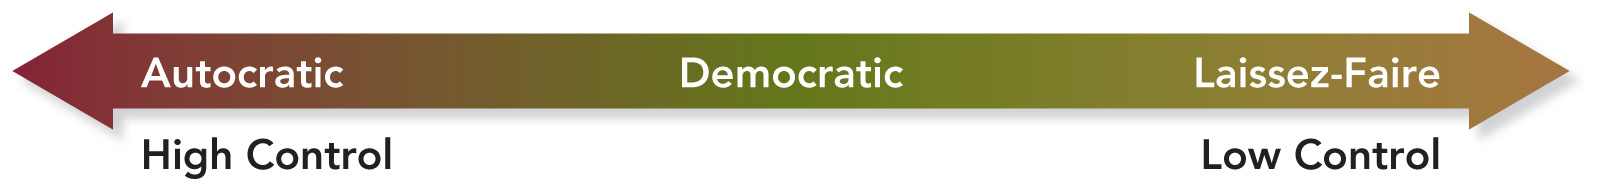 Autocratic Democratic Laissez-Faire
High Control Low Control